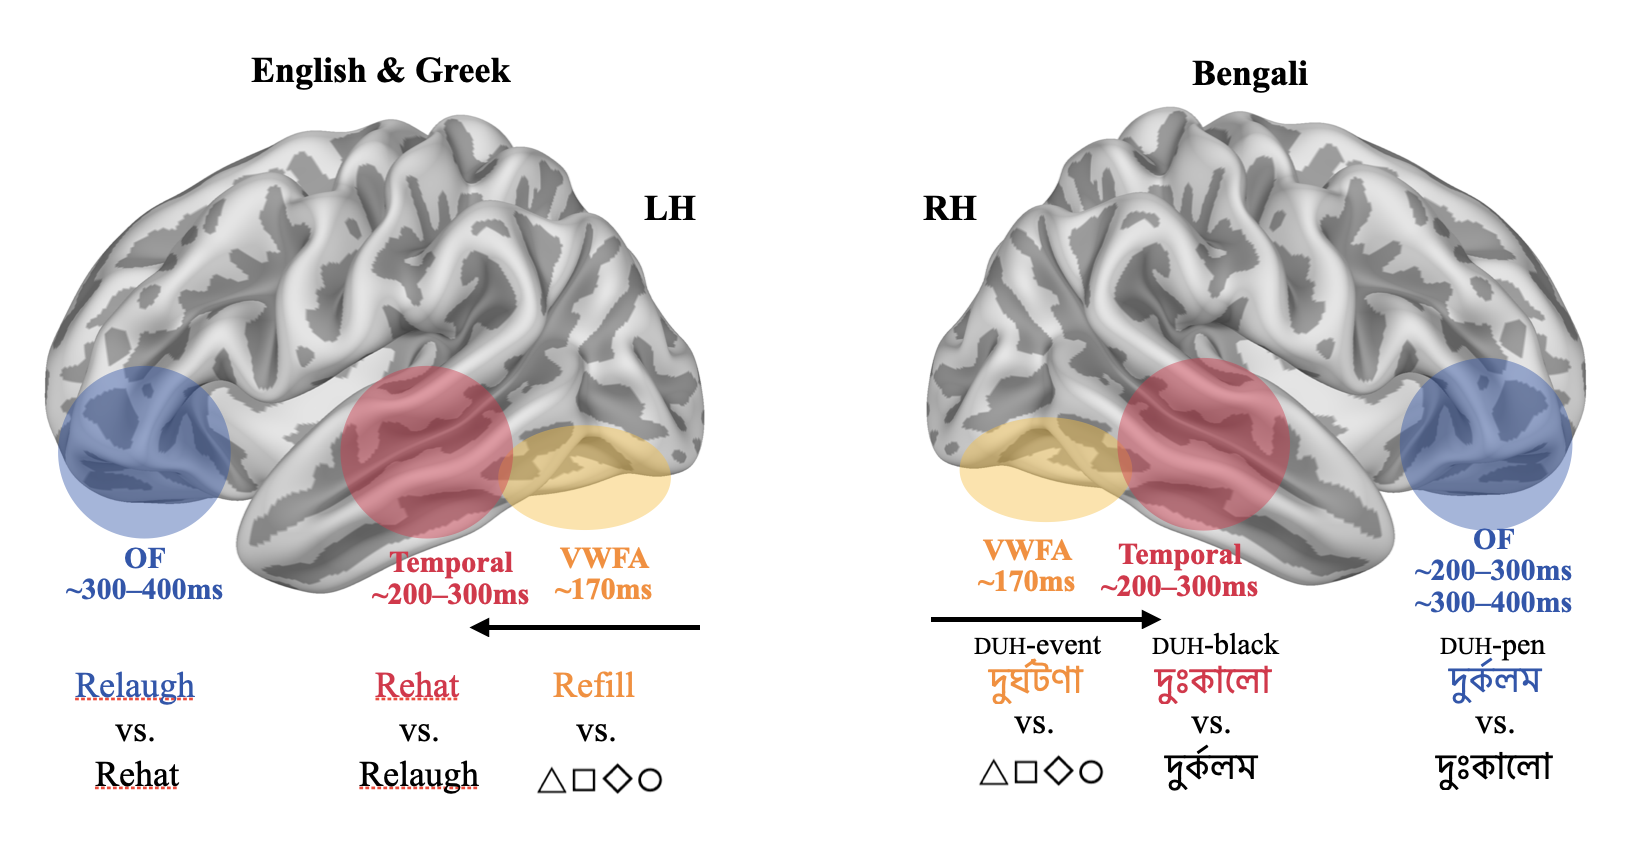 English & Greek
LH
OF
~300–400ms
Temporal
~200–300ms
VWFA
~170ms
Relaugh
vs.
Rehat
Rehat
vs.
Relaugh
Refill
vs.
Bengali
RH
VWFA
~170ms
Temporal
~200–300ms
OF
~200–300ms
~300–400ms
DUH-event
দুর্ঘটণা
vs.
DUH-black
দুঃকালো
vs.
দুর্কলম
DUH-pen
দুর্কলম
vs.
দুঃকালো